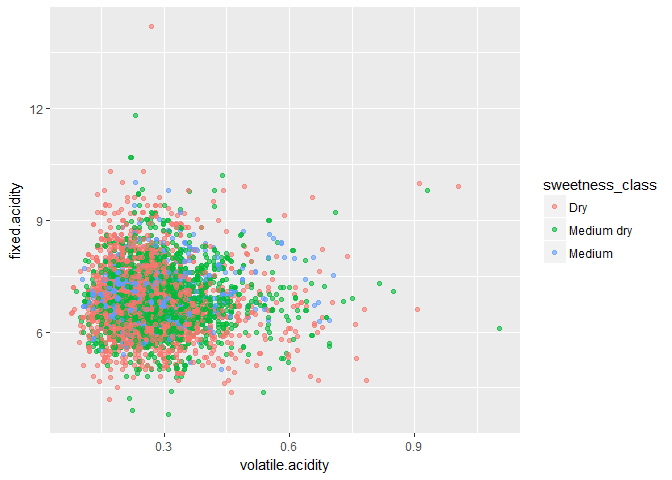 12
9
6
fixed.acidity
0.3
0.6
0.9
volatile.acidity
sweetness_class
Dry
Medium dry
Medium